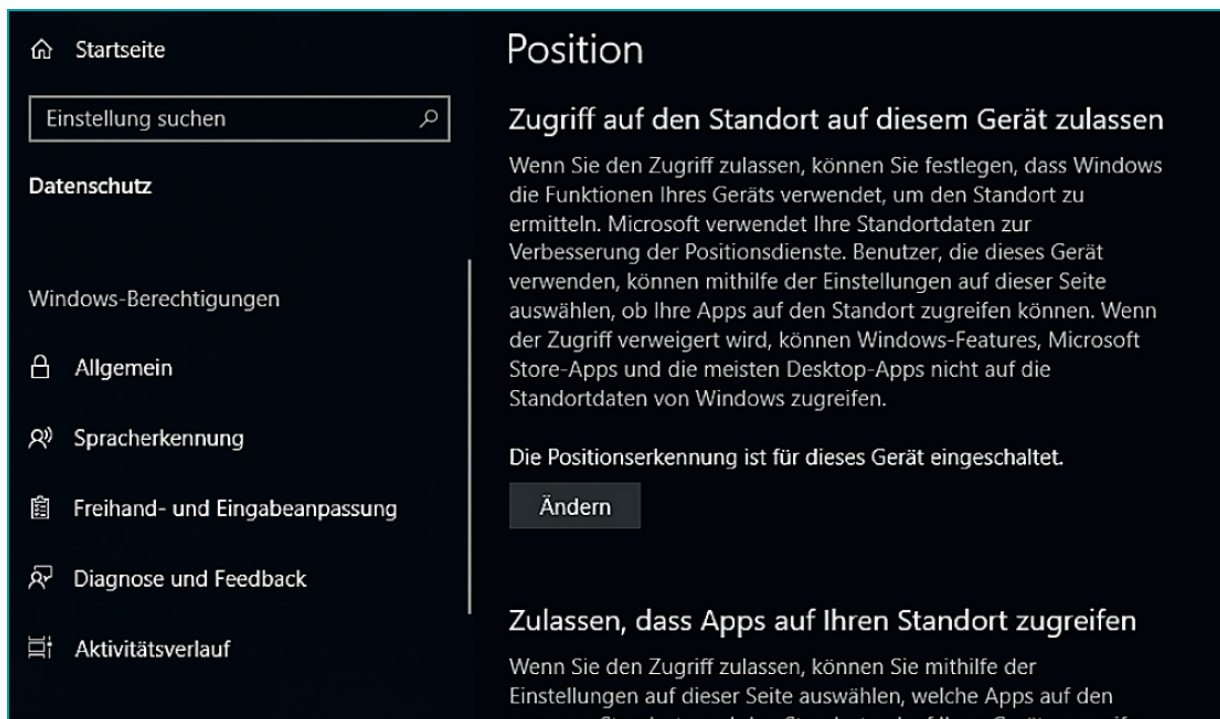 Startseite
Einstellung suchen
Datenschutz
Windows-Berechtigungen
Allgemein
Spracherkennung
Freihand- und Eingabeanpassung
Diagnose und Feedback
Aktivitätsverlauf
Position
Zugriff auf den Standort auf diesem Gerät zulassen
Wenn Sie den Zugriff zulassen, können Sie festlegen, dass Windows
die Funktionen Ihres Geräts verwendet, um den Standort zu
ermitteln. Microsoft verwendet Ihre Standortdaten zur
Verbesserung der Positionsdienste. Benutzer, die dieses Gerät
verwenden, können mithilfe der Einstellungen auf dieser Seite
auswählen, ob Ihre Apps auf den Standort zugreifen können. Wenn
der Zugriff verweigert wird, können Windows-Features, Microsoft
Store-Apps und die meisten Desktop-Apps nicht auf die
Standortdaten von Windows zugreifen.
Die Positionserkennung ist für dieses Gerät eingeschaltet.
Ändern
Zulassen, dass Apps auf Ihren Standort zugreifen
Wenn Sie den Zugriff zulassen, können Sie mithilfe der
Einstellungen auf dieser Seite auswählen, welche Apps auf den